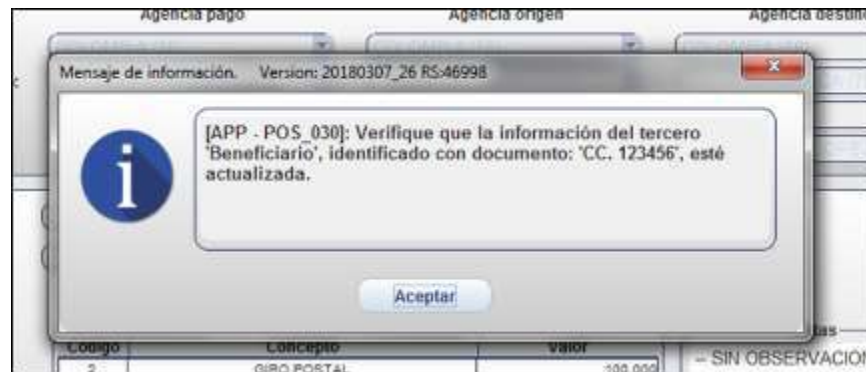 Agencia pago Agencia origen Agencia destino
Mensaje de información. Version: 20180307_26 RS:46998
[APP - POS_030]: Verifique que la información del tercero
'Beneficiario', identificado con documento: 'CC. 123456', esté
actualizada.
Aceptar
Código Concepto Valor
2 GIRO POSTAL 100,000
-- SIN OBSERVACION